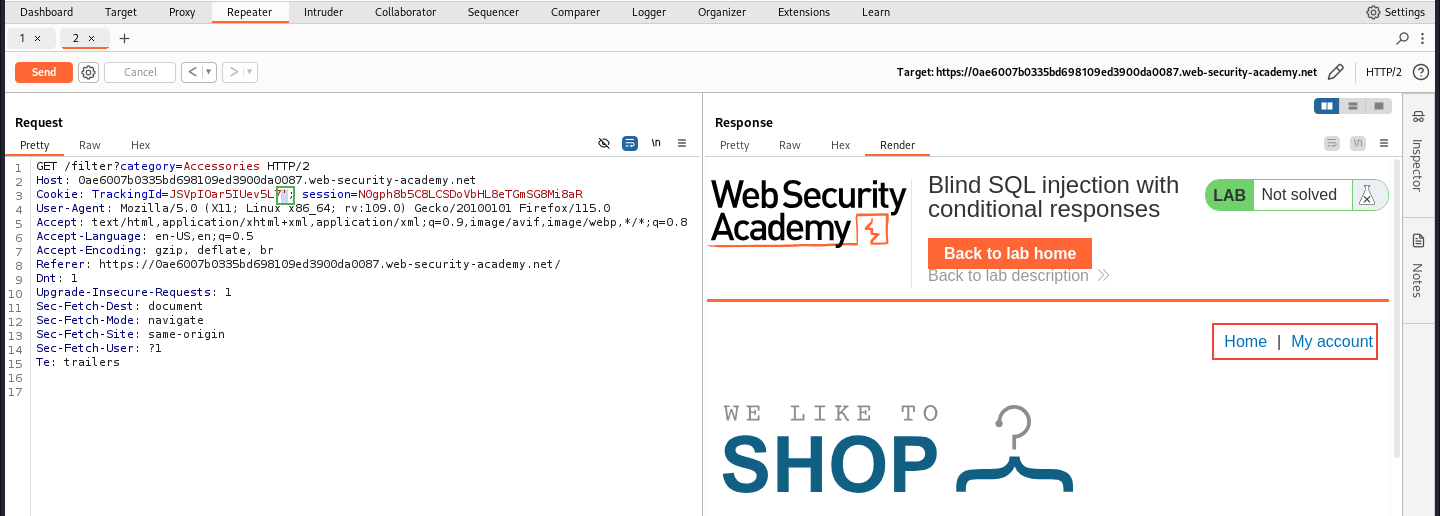 Dashboard Target Proxy Repeater Intruder Collaborator Sequencer Comparer Logger Organizer Extensions Learn Settings
1 × 2 × +
Send Cancel < > Target: https://0ae6007b0335bd698109ed3900da0087.web-security-academy.net HTTP/2 ?
Request
Pretty Raw Hex \n
1 GET /filter?category=Accessories HTTP/2
2 Host: 0ae6007b0335bd698109ed3900da0087.web-security-academy.net
3 Cookie: TrackingId=JSVpIOar5IUev5L7'; session=N0gph8b5C8LCSDoVbHL8eTGmSG8Mi8aR
4 User-Agent: Mozilla/5.0 (X11; Linux x86_64; rv:109.0) Gecko/20100101 Firefox/115.0
5 Accept: text/html,application/xhtml+xml,application/xml;q=0.9,image/avif,image/webp,*/*;q=0.8
6 Accept-Language: en-US,en;q=0.5
7 Accept-Encoding: gzip, deflate, br
8 Referer: https://0ae6007b0335bd698109ed3900da0087.web-security-academy.net/
9 Dnt: 1
10 Upgrade-Insecure-Requests: 1
11 Sec-Fetch-Dest: document
12 Sec-Fetch-Mode: navigate
13 Sec-Fetch-Site: same-origin
14 Sec-Fetch-User: ?1
15 Te: trailers
16
17
Response
Pretty Raw Hex Render \n
Web Security
Academy
Blind SQL injection with
conditional responses
LAB Not solved
Back to lab home
Back to lab description
Home | My account
WE LIKE TO
SHOP
Inspector
Notes